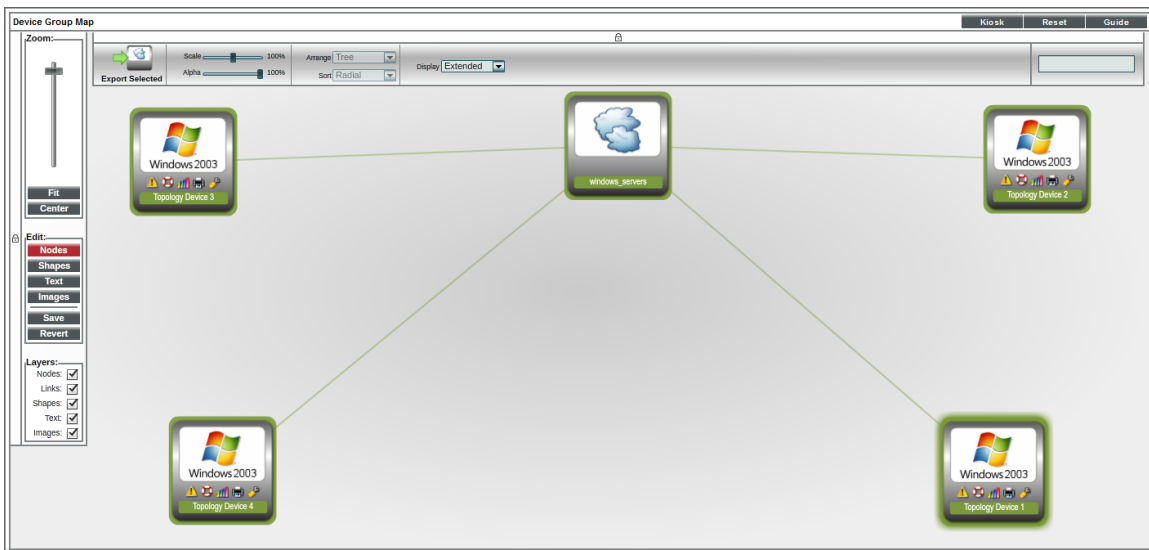 Device Group Map
Kiosk
Reset
Guide
Zoom:
Fit
Center
Edit:
Nodes
Shapes
Text
Images
Save
Revert
Layers:
Nodes:
Links:
Shapes:
Text:
Images:
Export Selected
Scale 100%
Alpha 100%
Arrange Tree
Sort Radial
Display Extended
Windows 2003
Topology Device 3
windows_servers
Windows 2003
Topology Device 2
Windows 2003
Topology Device 4
Windows 2003
Topology Device 1